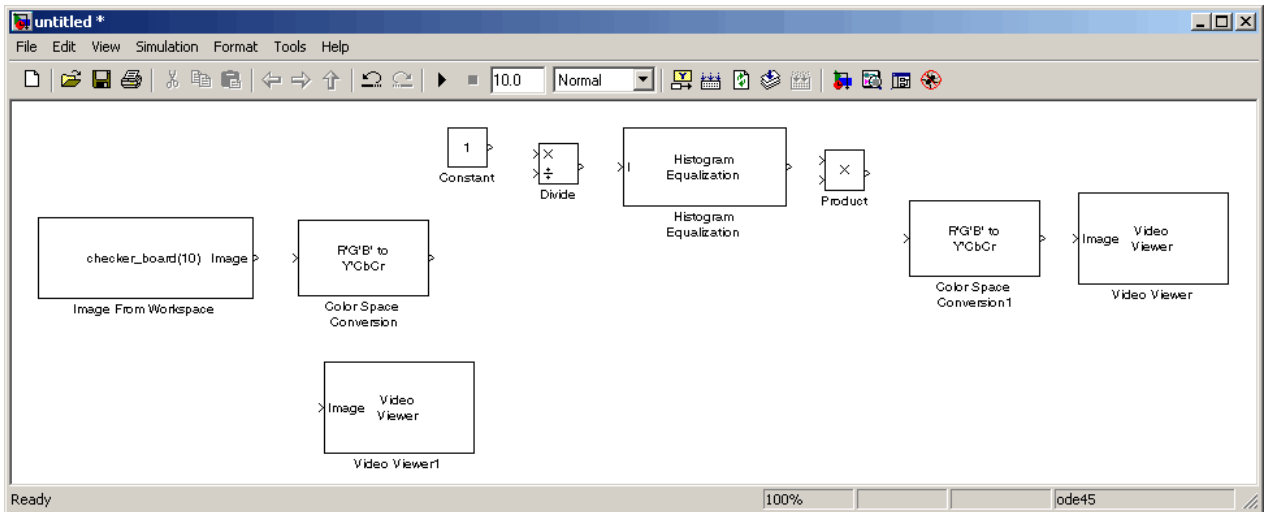 untitled *
File Edit View Simulation Format Tools Help
10.0 Normal
1
Constant
×
÷
Divide
I Histogram
Equalization
Histogram
Equalization
×
Product
checker_board(10) Image
Image From Workspace
R'G'B' to
Y'CbCr
Color Space
Conversion
R'G'B' to
Y'CbCr
Color Space
Conversion1
Image Video
Viewer
Video Viewer
Image Video
Viewer
Video Viewer1
Ready 100% ode45